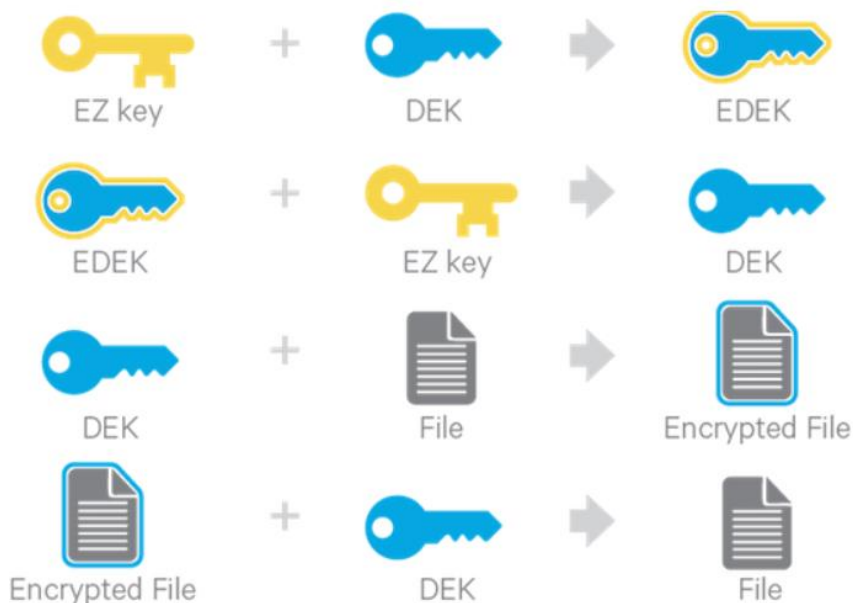 EZ key + DEK EDEK
EDEK + EZ key DEK
DEK + File Encrypted File
Encrypted File + DEK File